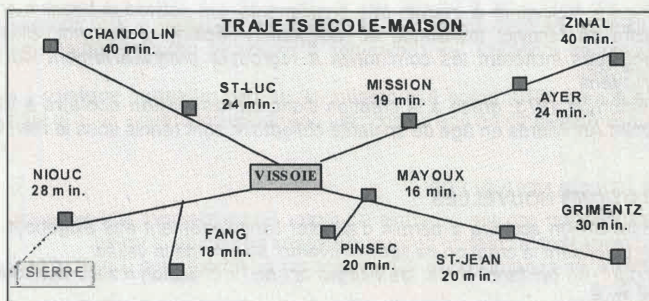 TRAJETS ECOLE-MAISON
CHANDOLIN
40 min.
ZINAL
40 min.
ST-LUC
24 min.
MISSION
19 min.
AYER
24 min.
NIOUC
28 min.
VISSOIE
MAYOUX
16 min.
FANG
18 min.
PINSEC
20 min.
ST-JEAN
20 min.
GRIMENTZ
30 min.
SIERRE